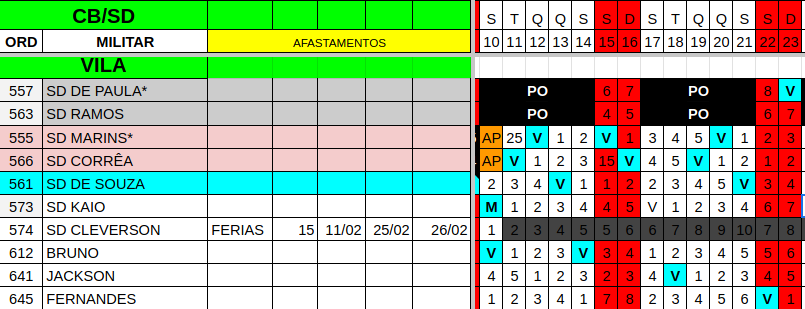 CB/SD S T Q Q S S D S T Q Q S S D
ORD MILITAR AFASTAMENTOS 10 11 12 13 14 15 16 17 18 19 20 21 22 23
VILA
557 SD DE PAULA* PO 6 7 PO 8 V
563 SD RAMOS PO 4 5 PO 6 7
555 SD MARINS* AP 25 V 1 2 V 1 3 4 5 V 1 2 3
566 SD CORRÊA AP V 1 2 3 15 V 4 5 V 1 2 1 2
561 SD DE SOUZA 2 3 4 V 1 1 2 2 3 4 5 V 3 4
573 SD KAIO M 1 2 3 4 4 5 V 1 2 3 4 6 7
574 SD CLEVERSON FERIAS 15 11/02 25/02 26/02 1 2 3 4 5 5 6 6 7 8 9 10 7 8
612 BRUNO V 1 2 3 V 3 4 1 2 3 4 5 5 6
641 JACKSON 4 5 1 2 3 2 3 4 V 1 2 3 4 5
645 FERNANDES 1 2 3 4 1 7 8 2 3 4 5 6 V 1